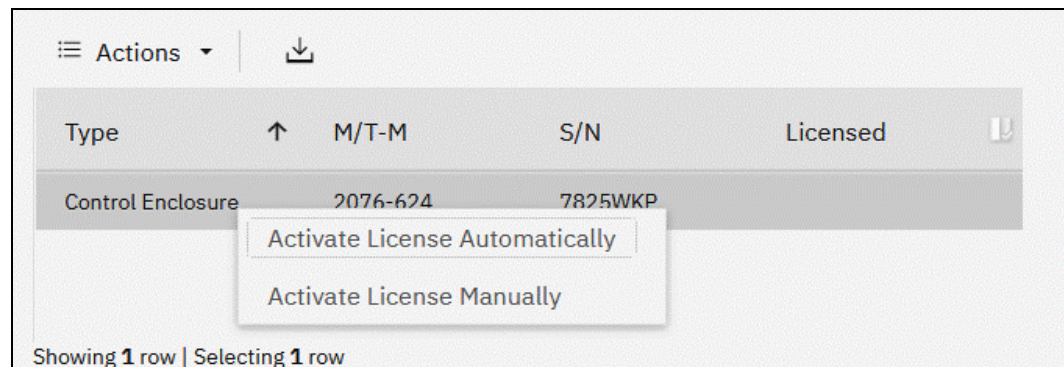 Actions
Type M/T-M S/N Licensed
Control Enclosure 2076-624 7825WKP
Activate License Automatically
Activate License Manually
Showing 1 row | Selecting 1 row